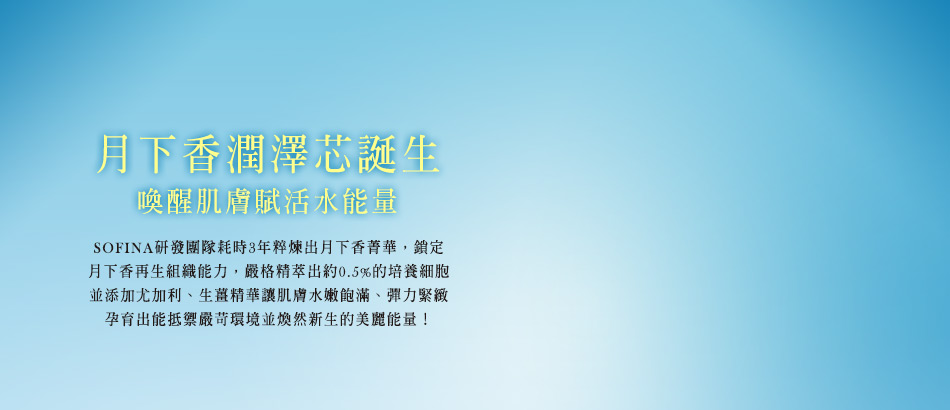 月下香潤澤芯誕生
喚醒肌膚賦活水能量
SOFINA研發團隊耗時3年粹煉出月下香菁華，鎖定
月下香再生組織能力，嚴格精萃出約0.5%的培養細胞
並添加尤加利、生薑精華讓肌膚水嫩飽滿、彈力緊緻
孕育出能抵禦嚴苛環境並煥然新生的美麗能量！